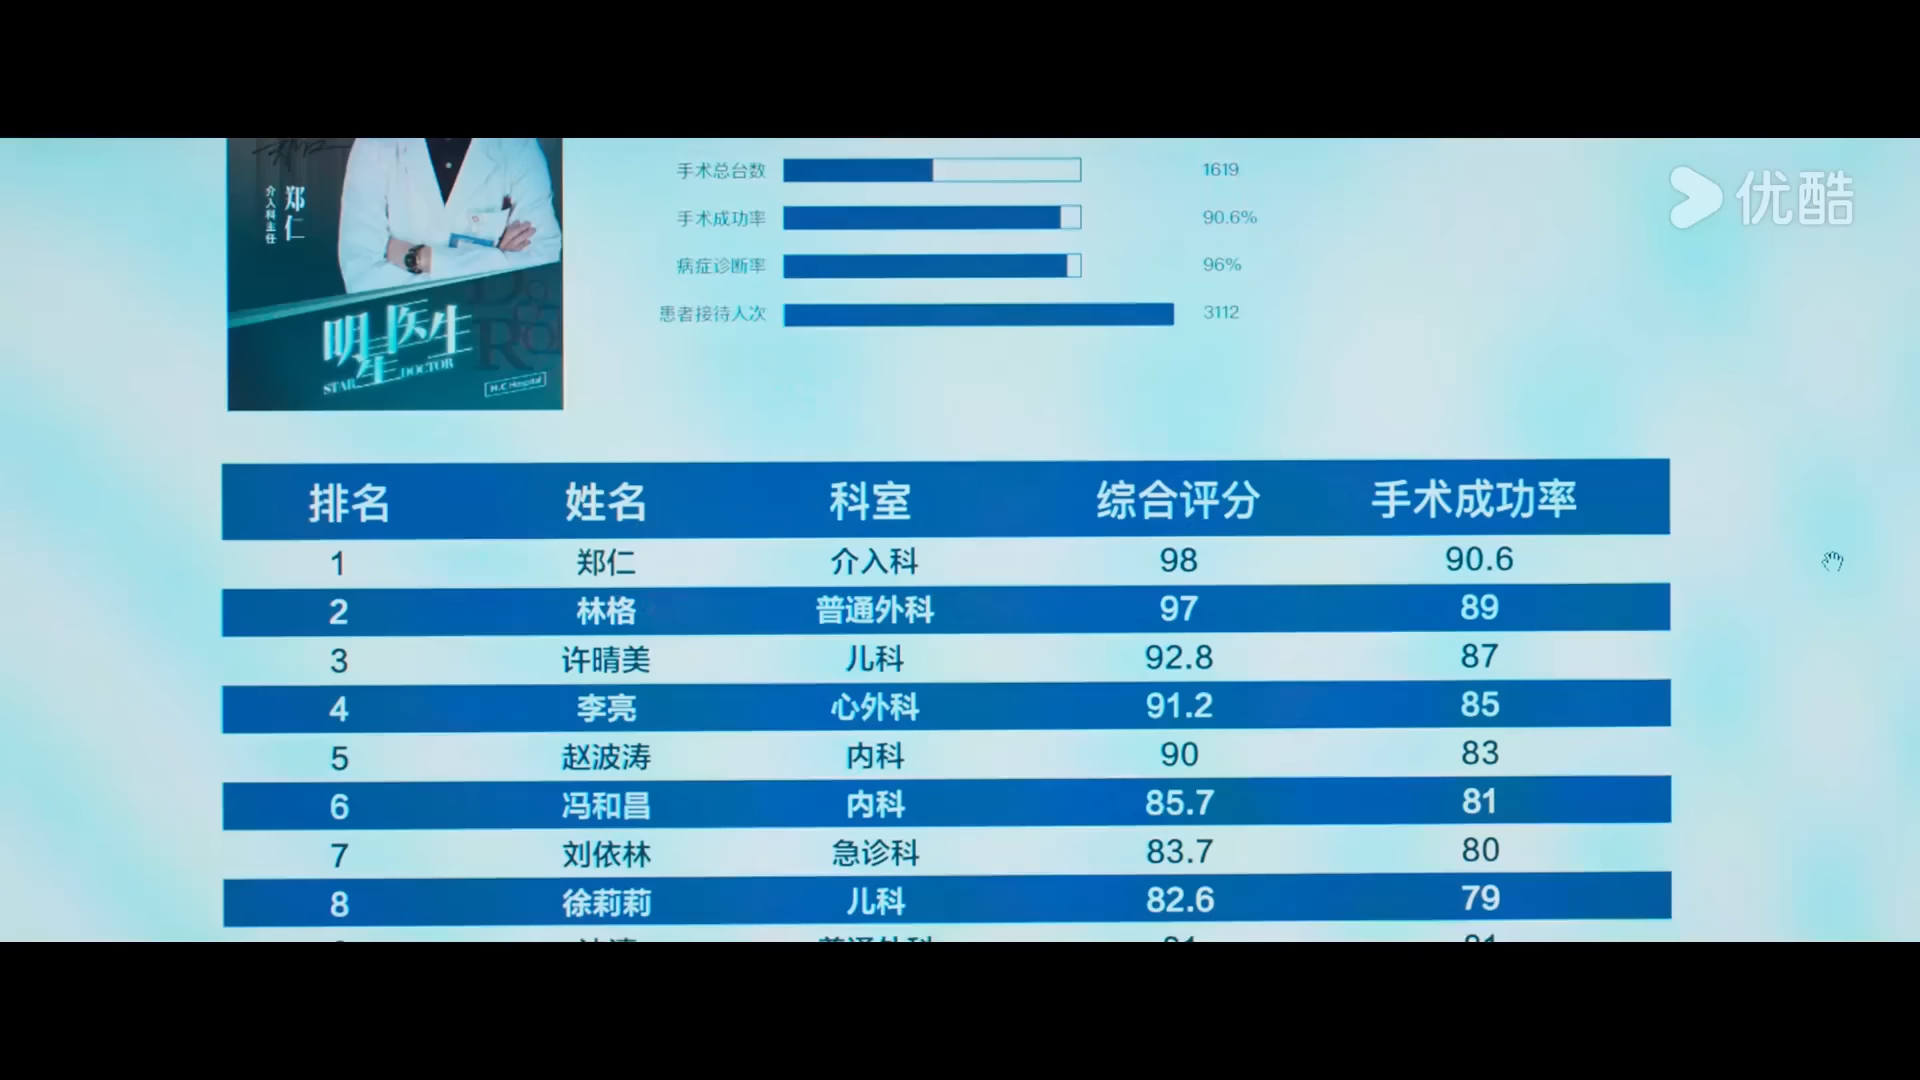 手术总台数 1619
手术成功率 90.6%
病症诊断率 96%
患者接待人次 3112
优酷
郑仁
介入科主任
明星医生
STAR DOCTOR
H.C Hospital
排名 姓名 科室 综合评分 手术成功率
1 郑仁 介入科 98 90.6
2 林格 普通外科 97 89
3 许晴美 儿科 92.8 87
4 李亮 心外科 91.2 85
5 赵波涛 内科 90 83
6 冯和昌 内科 85.7 81
7 刘依林 急诊科 83.7 80
8 徐莉莉 儿科 82.6 79